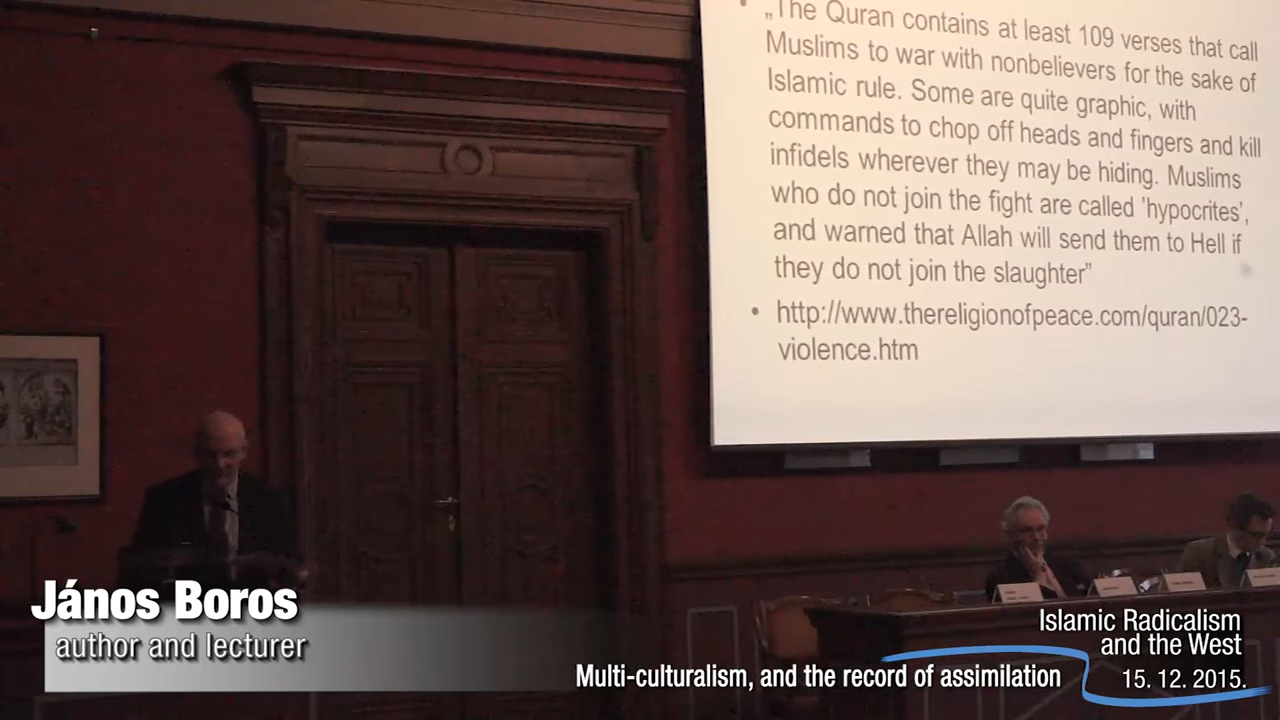 • „The Quran contains at least 109 verses that call
Muslims to war with nonbelievers for the sake of
Islamic rule. Some are quite graphic, with
commands to chop off heads and fingers and kill
infidels wherever they may be hiding. Muslims
who do not join the fight are called 'hypocrites',
and warned that Allah will send them to Hell if
they do not join the slaughter”
• http://www.thereligionofpeace.com/quran/023-
violence.htm
János Boros
author and lecturer
Islamic Radicalism
and the West
Multi-culturalism, and the record of assimilation
15. 12. 2015.